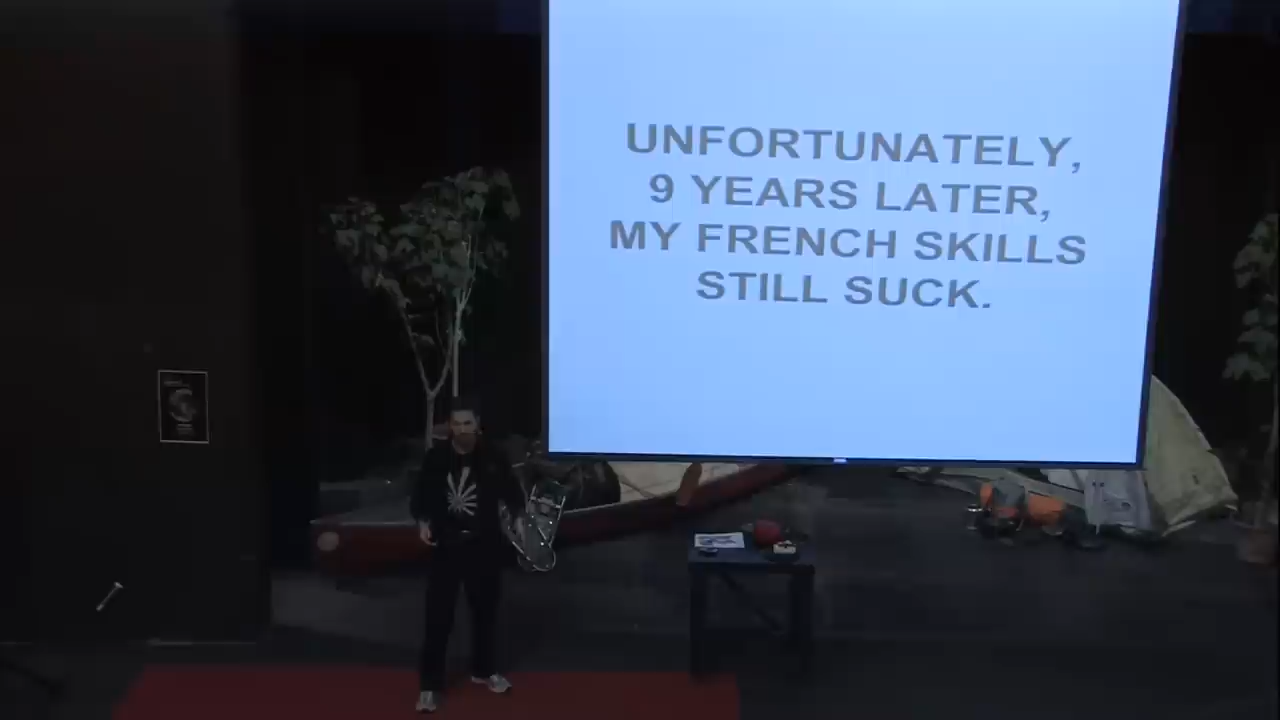 UNFORTUNATELY,
9 YEARS LATER,
MY FRENCH SKILLS
STILL SUCK.